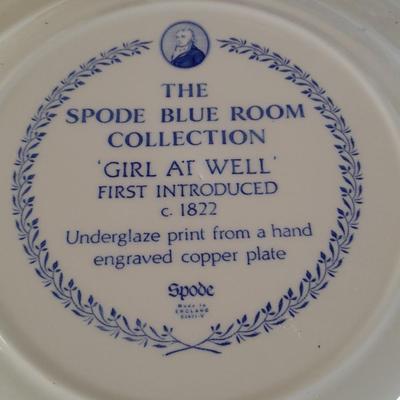 THE
SPODE BLUE ROOM
COLLECTION
'GIRL AT WELL'
FIRST INTRODUCED
c. 1822
Underglaze print from a hand
engraved copper plate
Spode
Made in
ENGLAND